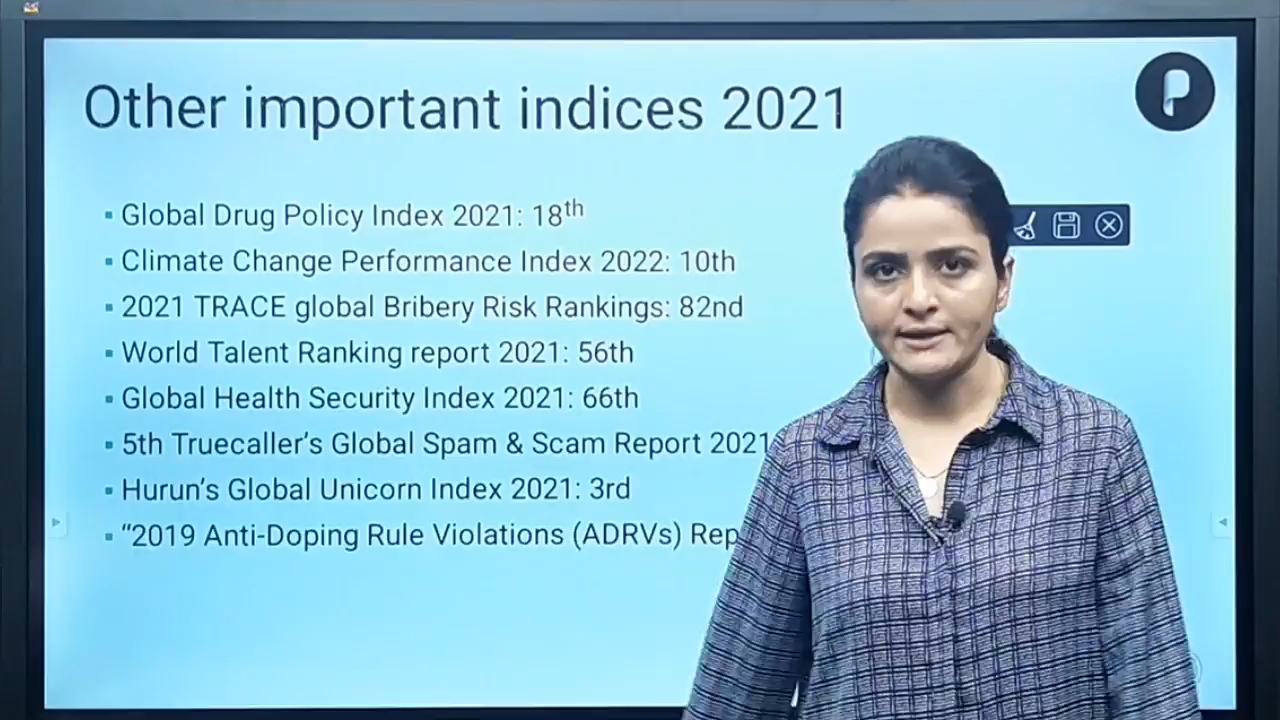 Other important indices 2021
▪ Global Drug Policy Index 2021: 18th
▪ Climate Change Performance Index 2022: 10th
▪ 2021 TRACE global Bribery Risk Rankings: 82nd
▪ World Talent Ranking report 2021: 56th
▪ Global Health Security Index 2021: 66th
▪ 5th Truecaller’s Global Spam & Scam Report 2021
▪ Hurun’s Global Unicorn Index 2021: 3rd
▪ “2019 Anti-Doping Rule Violations (ADRVs)